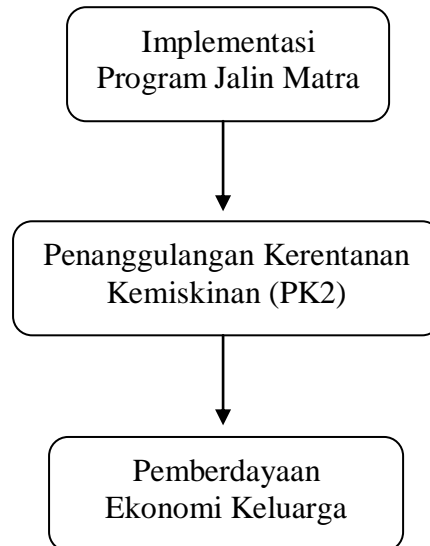 Implementasi
Program Jalin Matra
Penanggulangan Kerentanan
Kemiskinan (PK2)
Pemberdayaan
Ekonomi Keluarga